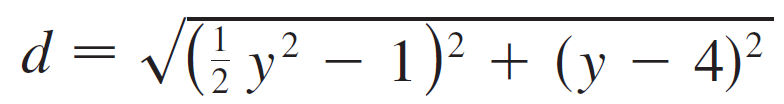 d = √((1/2 y² − 1)² + (y − 4)²)